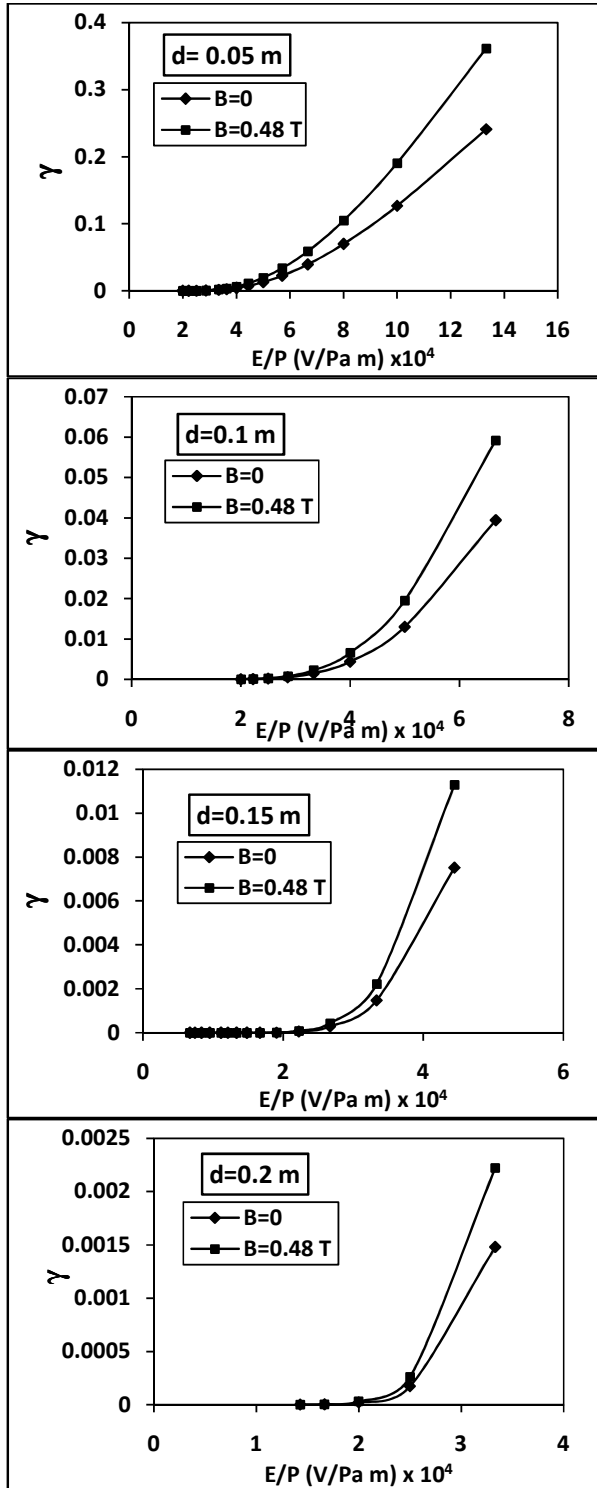 d= 0.05 m
B=0
B=0.48 T
γ
0.4
0.3
0.2
0.1
0
0 2 4 6 8 10 12 14 16
E/P (V/Pa m) x10⁴
d=0.1 m
B=0
B=0.48 T
γ
0.07
0.06
0.05
0.04
0.03
0.02
0.01
0
0 2 4 6 8
E/P (V/Pa m) x 10⁴
d=0.15 m
B=0
B=0.48 T
γ
0.012
0.01
0.008
0.006
0.004
0.002
0
0 2 4 6
E/P (V/Pa m) x 10⁴
d=0.2 m
B=0
B=0.48 T
γ
0.0025
0.002
0.0015
0.001
0.0005
0
0 1 2 3 4
E/P (V/Pa m) x 10⁴